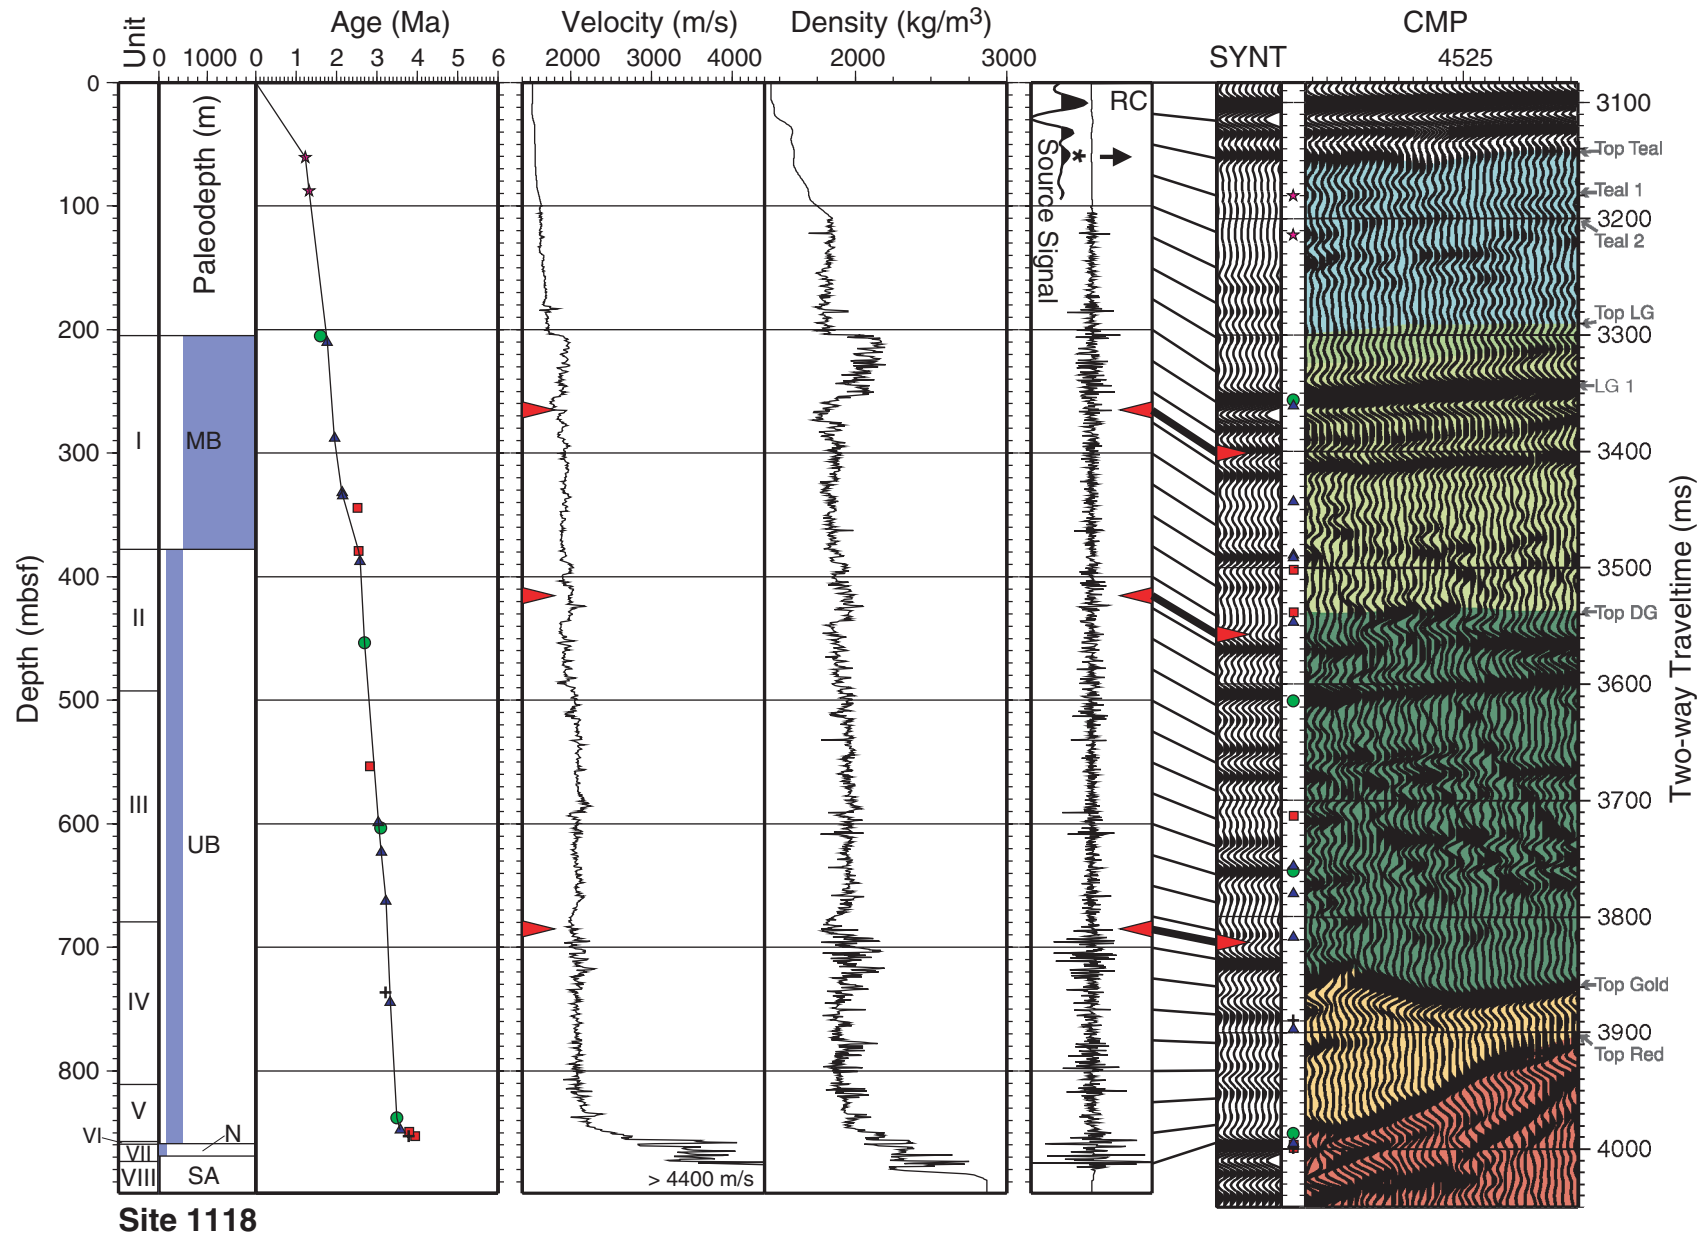 Age (Ma) Velocity (m/s) Density (kg/m³) CMP
Unit
SYNT 4525
0 1000 0 1 2 3 4 5 6 2000 3000 4000 2000 3000
Depth (mbsf)
0
100
200
300
400
500
600
700
800
Paleodepth (m)
I
II
III
IV
V
VI
VII
VIII
MB
UB
N
SA
> 4400 m/s
RC
Source Signal
*
3100
3200
3300
3400
3500
3600
3700
3800
3900
4000
Top Teal
Teal 1
Teal 2
Top LG
LG 1
Top DG
Top Gold
Top Red
Two-way Traveltime (ms)
Site 1118